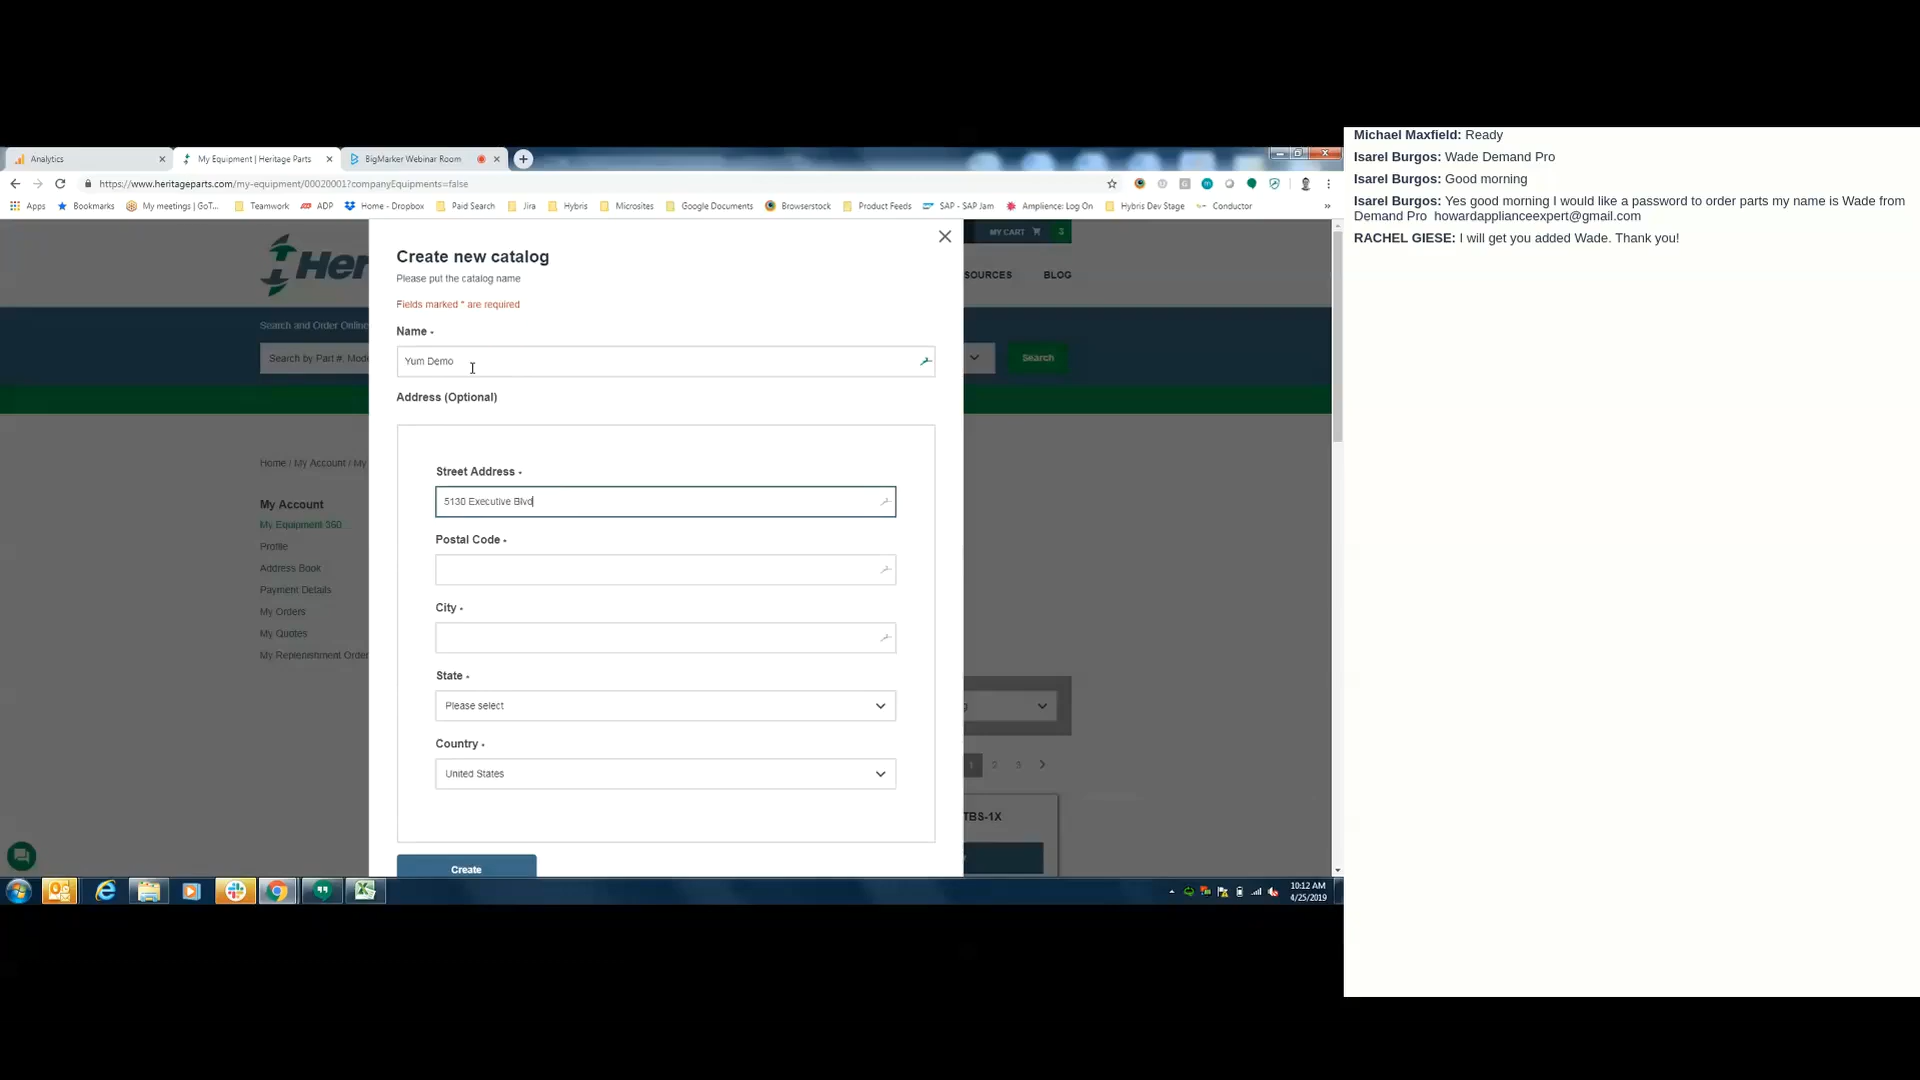 Analytics
My Equipment | Heritage Parts
BigMarker Webinar Room
https://www.heritageparts.com/my-equipment/00020001?companyEquipments=false
Apps
Bookmarks
My meetings | GoT...
Teamwork
ADP
Home - Dropbox
Paid Search
Jira
Hybris
Microsites
Google Documents
Browserstock
Product Feeds
SAP - SAP Jam
Amplience: Log On
Hybris Dev Stage
Conductor
»
Her
MY CART
3
SOURCES
BLOG
Search and Order Online
Search by Part #, Mode
Search
Home / My Account / My
My Account
My Equipment 360
Profile
Address Book
Payment Details
My Orders
My Quotes
My Replenishment Order
Create new catalog
Please put the catalog name
Fields marked * are required
Name *
Yum Demo
Address (Optional)
Street Address *
5130 Executive Blvd
Postal Code *
City *
State *
Please select
Country *
United States
Create
1 2 3
TBS-1X
10:12 AM
4/25/2019
Michael Maxfield: Ready
Isarel Burgos: Wade Demand Pro
Isarel Burgos: Good morning
Isarel Burgos: Yes good morning I would like a password to order parts my name is Wade from
Demand Pro howardapplianceexpert@gmail.com
RACHEL GIESE: I will get you added Wade. Thank you!